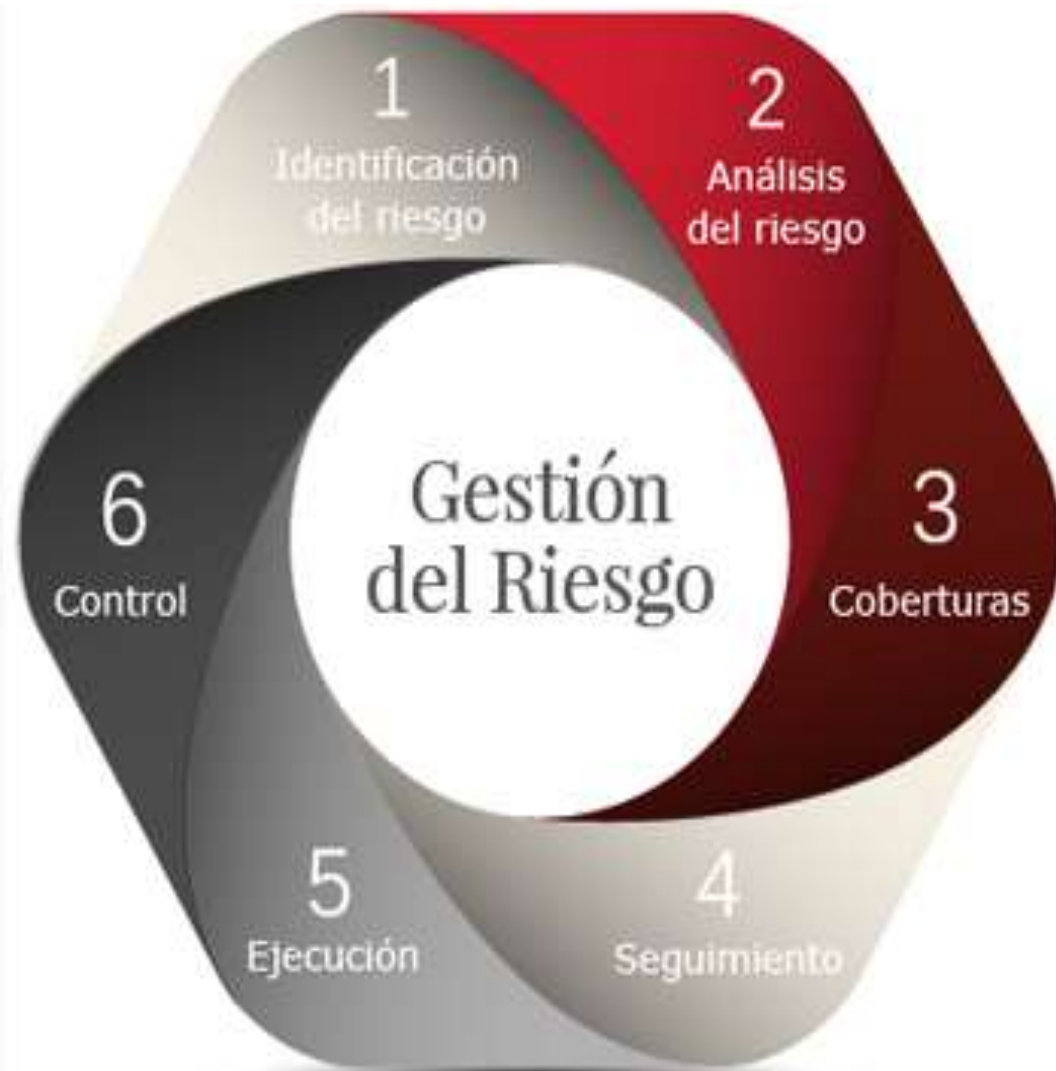 1
Identificación
del riesgo
2
Análisis
del riesgo
3
Coberturas
4
Seguimiento
5
Ejecución
6
Control
Gestión
del Riesgo